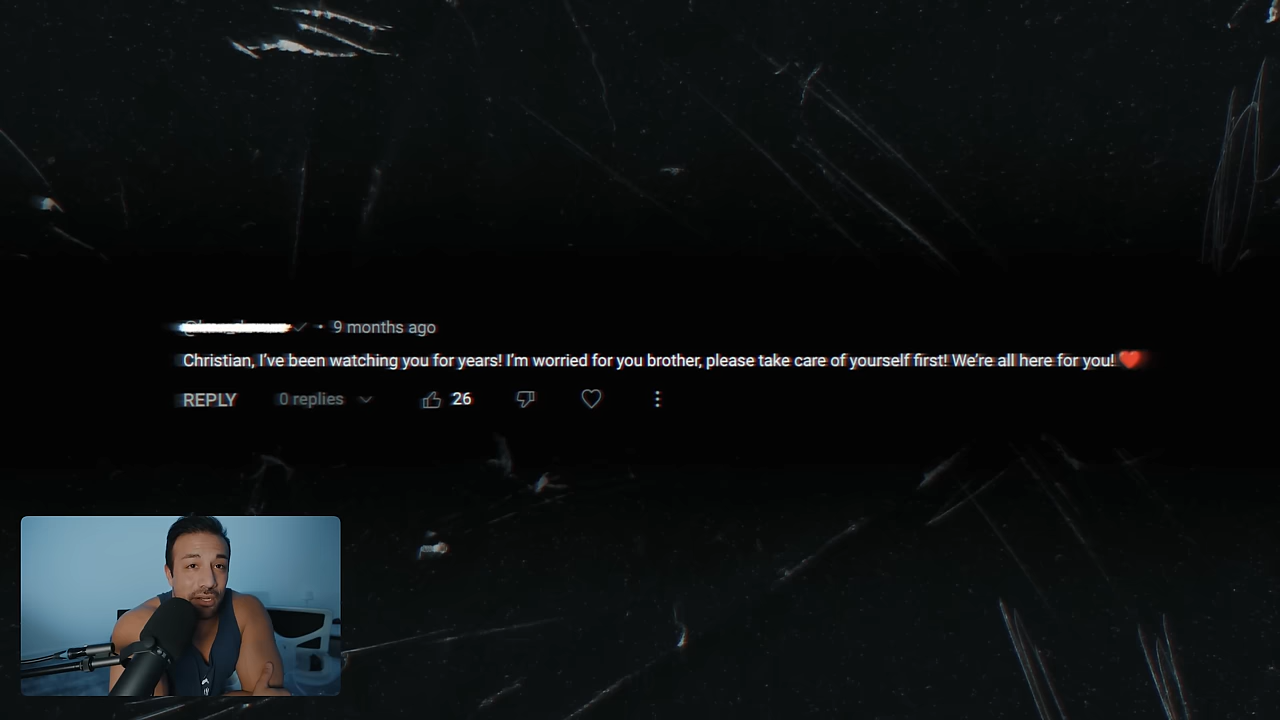 • 9 months ago
Christian, I've been watching you for years! I'm worried for you brother, please take care of yourself first! We're all here for you! ❤️
REPLY 0 replies 26